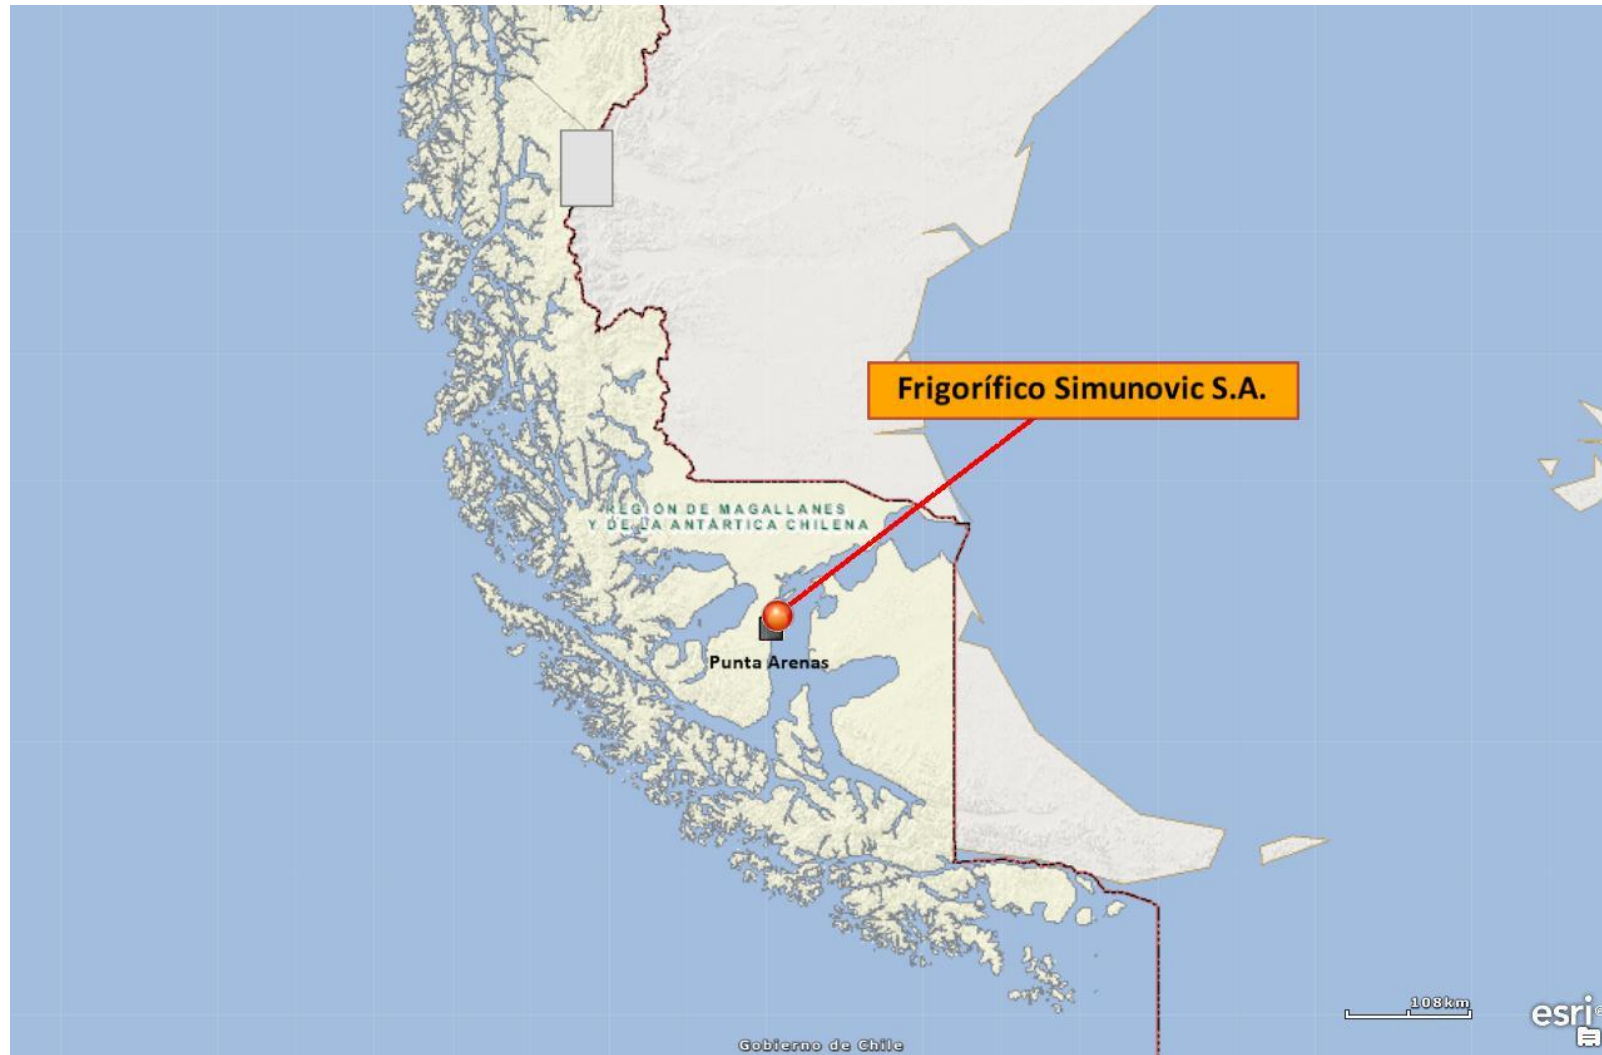 Frigorífico Simunovic S.A.
REGIÓN DE MAGALLANES
Y DE LA ANTÁRTICA CHILENA
Punta Arenas
108km
esri
Gobierno de Chile